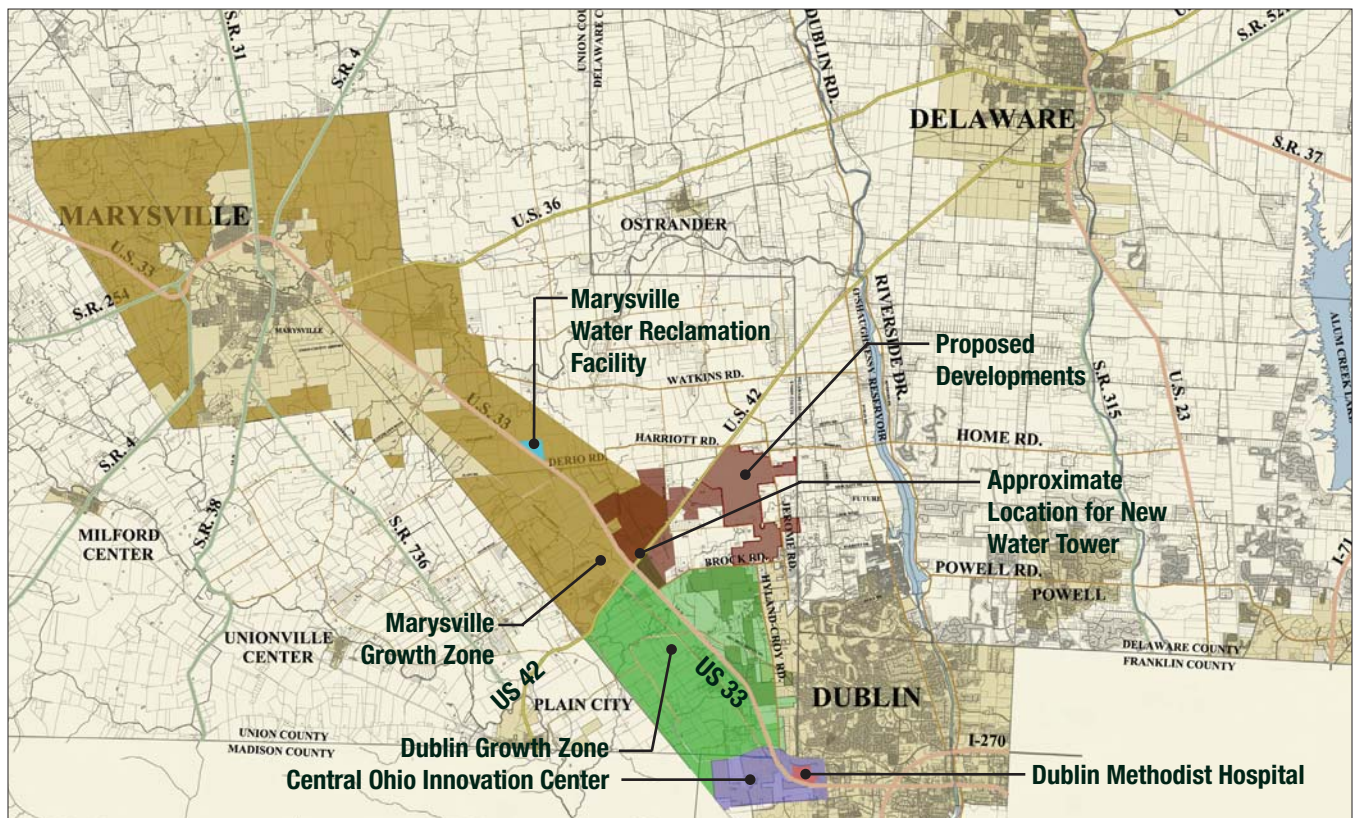 S.R. 31
S.R. 4
UNION COUNTY
DELAWARE C
DUBLIN RD.
S.R. 521
DELAWARE
S.R. 37
MARYSVILLE
U.S. 36
OSTRANDER
U.S. 33
S.R. 254
MARYSVILLE
Marysville
Water Reclamation
Facility
O'SHAUGHNESSY RESERVOIR
RIVERSIDE DR.
Proposed
Developments
ALUM CREEK LAKE
WATKINS RD.
U.S. 42
S.R. 315
U.S. 23
U.S. 33
HARRIOTT RD.
HOME RD.
DERIO RD.
S.R. 4
S.R. 38
S.R. 736
MILFORD
CENTER
FUTURE
JEROME RD.
Approximate
Location for New
Water Tower
I-71
BROCK RD.
HYLAND-CROY RD.
POWELL RD.
POWELL
Marysville
Growth Zone
UNIONVILLE
CENTER
DELAWARE COUNTY
FRANKLIN COUNTY
US 42
US 33
PLAIN CITY
DUBLIN
UNION COUNTY
MADISON COUNTY
Dublin Growth Zone
I-270
Central Ohio Innovation Center
Dublin Methodist Hospital